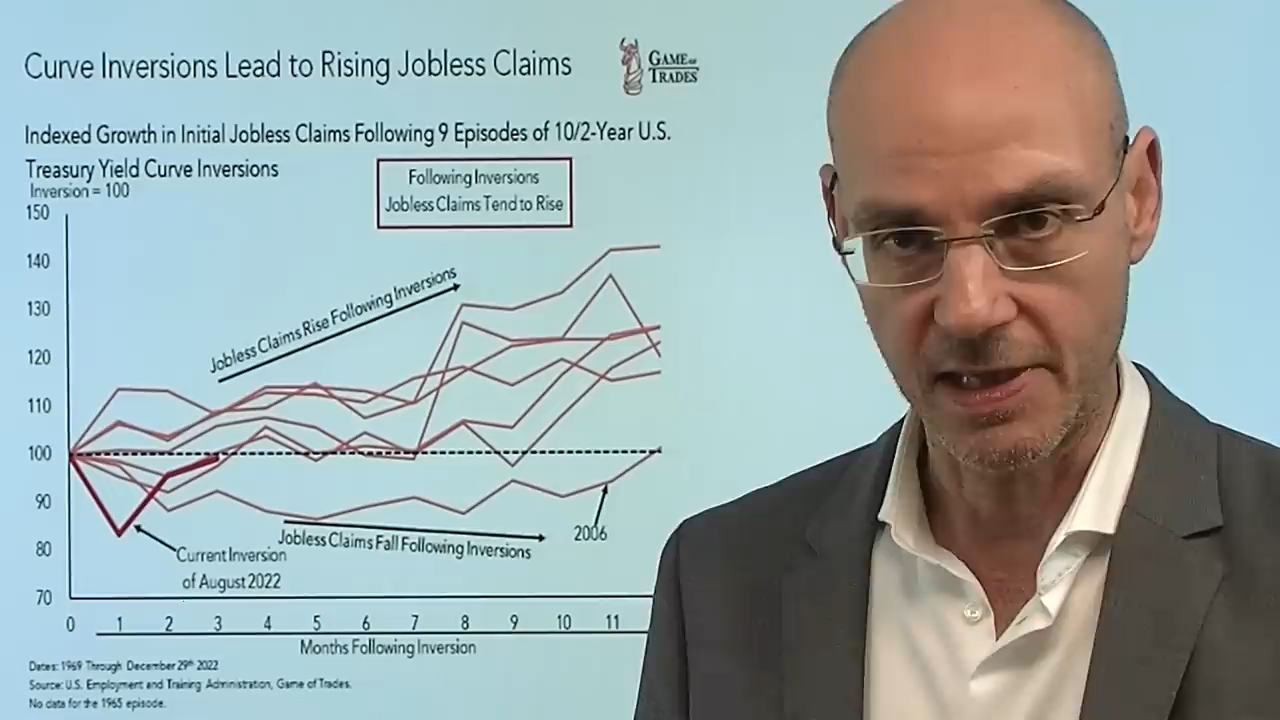 Curve Inversions Lead to Rising Jobless Claims
GAME OF
TRADES
Indexed Growth in Initial Jobless Claims Following 9 Episodes of 10/2-Year U.S.
Treasury Yield Curve Inversions
Inversion = 100
Following Inversions
Jobless Claims Tend to Rise
150
140
130
120
110
100
90
80
70
Jobless Claims Rise Following Inversions
Jobless Claims Fall Following Inversions
2006
Current Inversion
of August 2022
0 1 2 3 4 5 6 7 8 9 10 11
Months Following Inversion
Dates: 1969 Through December 29th 2022
Source: U.S. Employment and Training Administration, Game of Trades.
No data for the 1965 episode.